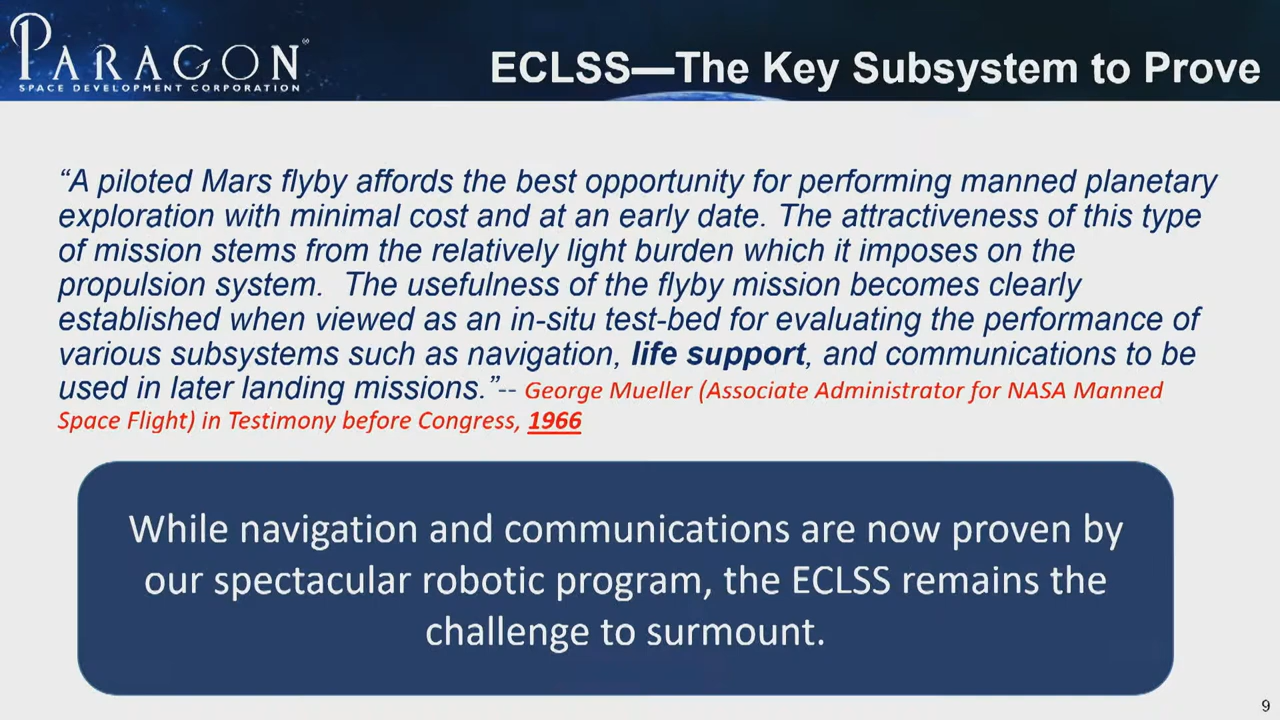 PARAGON®
SPACE DEVELOPMENT CORPORATION
ECLSS—The Key Subsystem to Prove
“A piloted Mars flyby affords the best opportunity for performing manned planetary
exploration with minimal cost and at an early date. The attractiveness of this type
of mission stems from the relatively light burden which it imposes on the
propulsion system. The usefulness of the flyby mission becomes clearly
established when viewed as an in-situ test-bed for evaluating the performance of
various subsystems such as navigation, life support, and communications to be
used in later landing missions.”-- George Mueller (Associate Administrator for NASA Manned
Space Flight) in Testimony before Congress, 1966
While navigation and communications are now proven by
our spectacular robotic program, the ECLSS remains the
challenge to surmount.
9